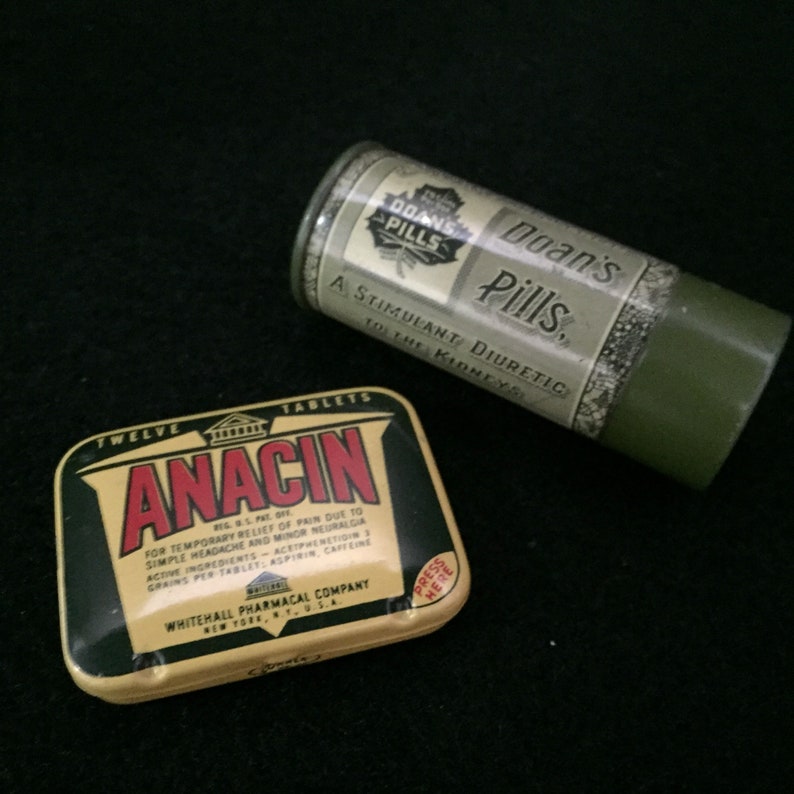 DOAN'S
PILLS
Doan's
Pills,
A STIMULANT DIURETIC
TO THE KIDNEYS
TWELVE TABLETS
ANACIN
REG. U.S. PAT. OFF.
FOR TEMPORARY RELIEF OF PAIN DUE TO
SIMPLE HEADACHE AND MINOR NEURALGIA
ACTIVE INGREDIENTS — ACETPHENETIDIN 3
GRAINS PER TABLET; ASPIRIN, CAFFEINE
WHITEHALL
WHITEHALL PHARMACAL COMPANY
NEW YORK, N.Y., U.S.A.
PRESS
HERE